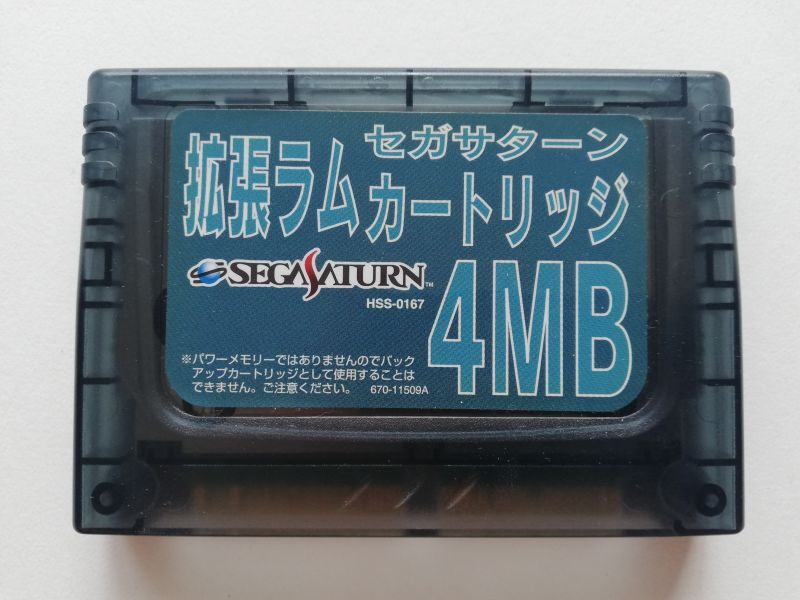 セガサターン
拡張ラムカートリッジ
SEGASATURN™
HSS-0167
4MB
※パワーメモリーではありませんのでバック
アップカートリッジとして使用することは
できません。ご注意ください。 670-11509A